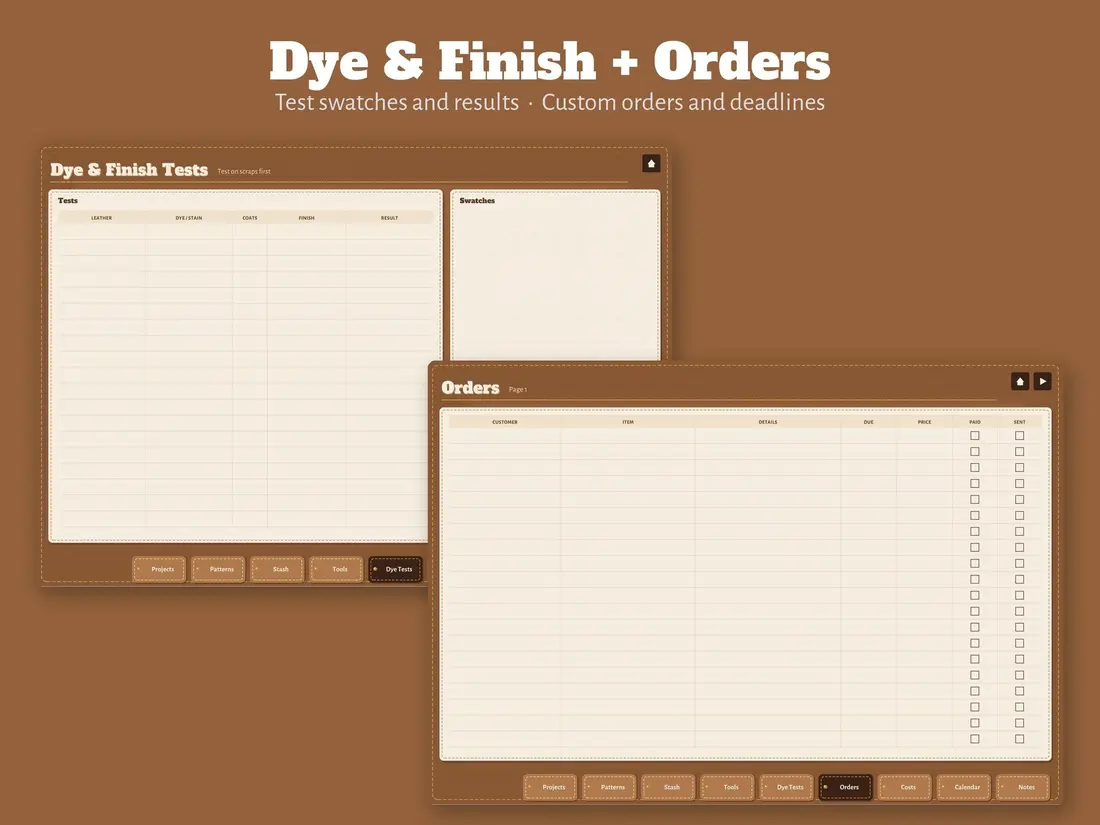 Dye & Finish + Orders
Test swatches and results · Custom orders and deadlines
Dye & Finish Tests Test on scraps first
Tests
LEATHER DYE / STAIN COATS FINISH RESULT
Swatches
Projects Patterns Stash Tools Dye Tests
Orders Page 1
CUSTOMER ITEM DETAILS DUE PRICE PAID SENT
Projects Patterns Stash Tools Dye Tests Orders Costs Calendar Notes